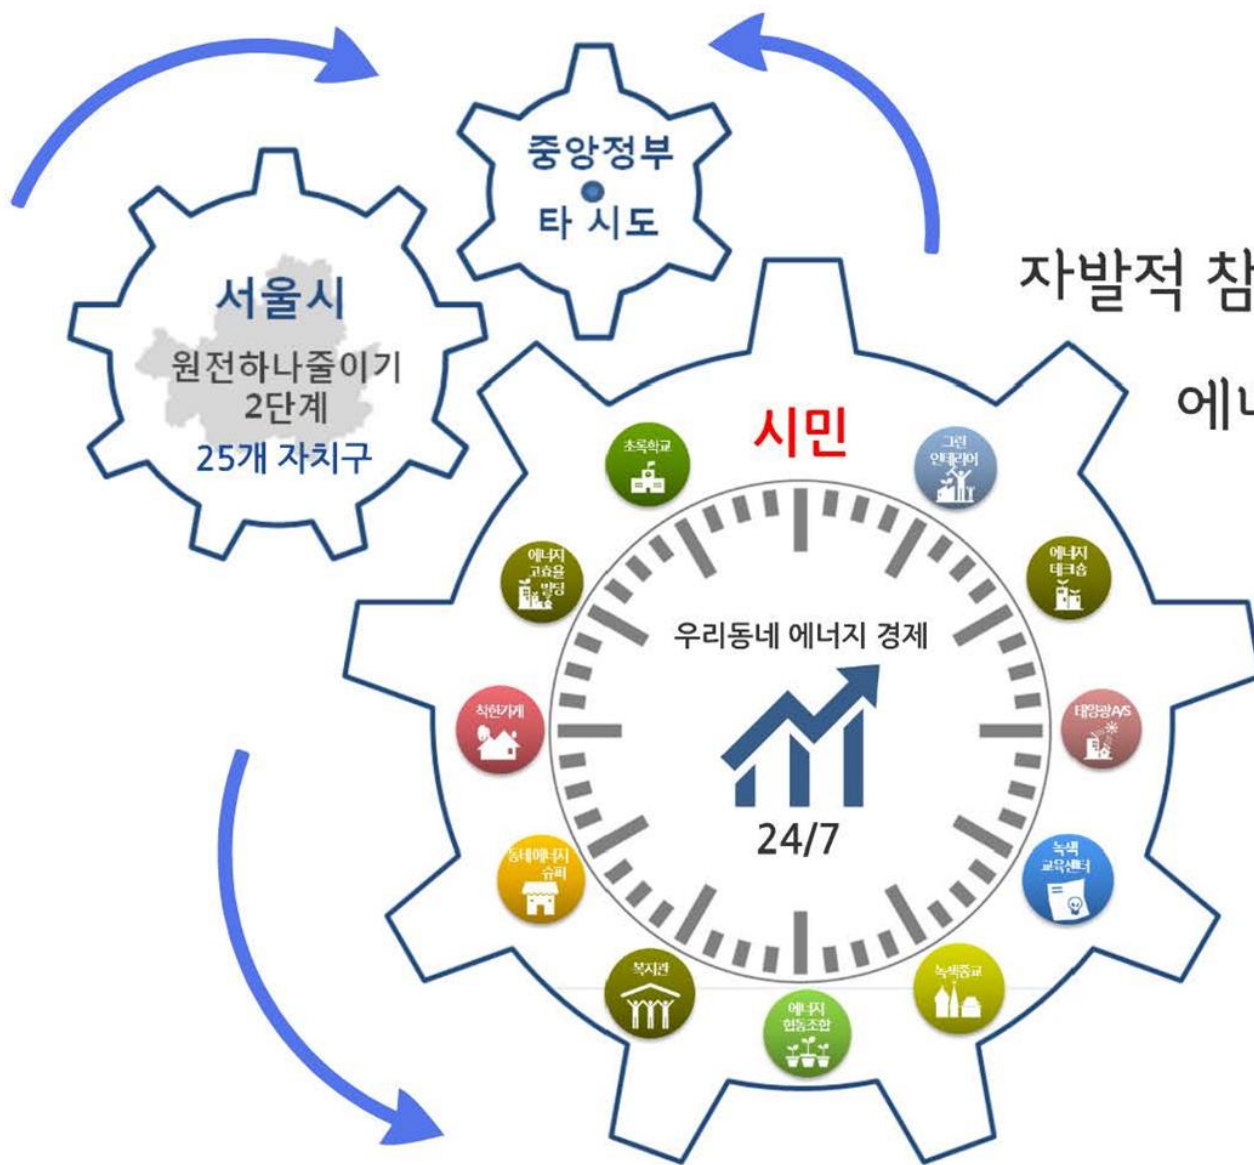 중앙정부
타 시도
서울시
원전하나줄이기
2단계
25개 자치구
자발적 참
에너
시민
초록학교
그린
인테리어
에너지
고효율
빌딩
에너지
테크숍
우리동네 에너지 경제
착한가게
태양광A/S
24/7
동네에너지
슈퍼
녹색
교육센터
복지관
녹색종교
에너지
협동조합